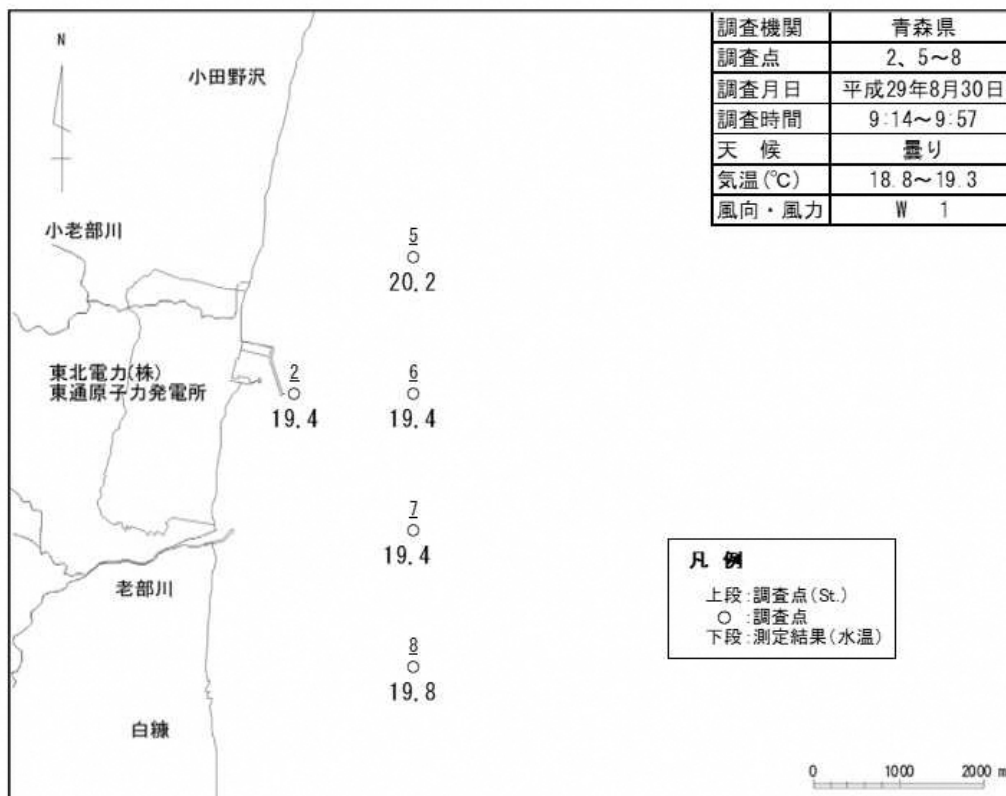 調査機関 青森県
調査点 2、5~8
調査月日 平成29年8月30日
調査時間 9:14~9:57
天 候 曇り
気温(℃) 18.8~19.3
風向・風力 W 1
N
小田野沢
小老部川
5
20.2
東北電力(株)
東通原子力発電所
2
19.4
6
19.4
7
19.4
老部川
8
19.8
白糠
凡 例
上段:調査点(St.)
○ :調査点
下段:測定結果(水温)
0 1000 2000 m